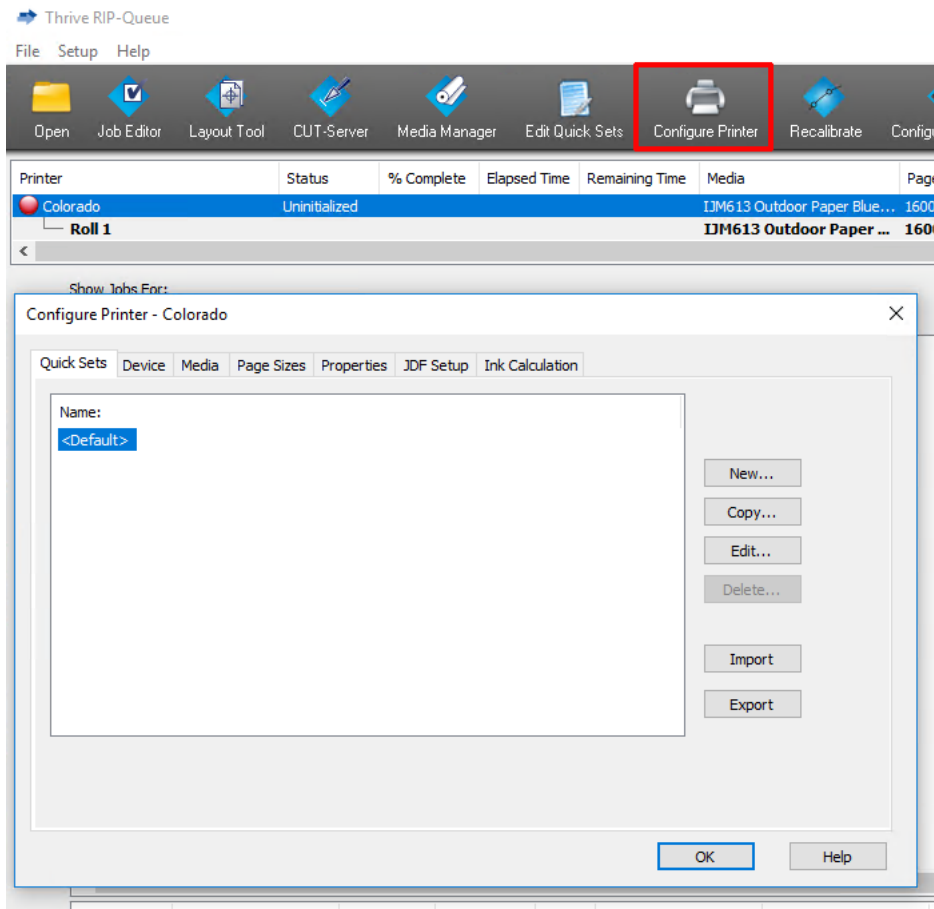 Thrive RIP-Queue
File Setup Help
Open Job Editor Layout Tool CUT-Server Media Manager Edit Quick Sets Configure Printer Recalibrate Configu
Printer Status % Complete Elapsed Time Remaining Time Media Page
Colorado Uninitialized IJM613 Outdoor Paper Blue... 1600
Roll 1 IJM613 Outdoor Paper ... 160
Show Jobs For:
Configure Printer - Colorado
Quick Sets Device Media Page Sizes Properties JDF Setup Ink Calculation
Name:
<Default>
New...
Copy...
Edit...
Delete...
Import
Export
OK Help